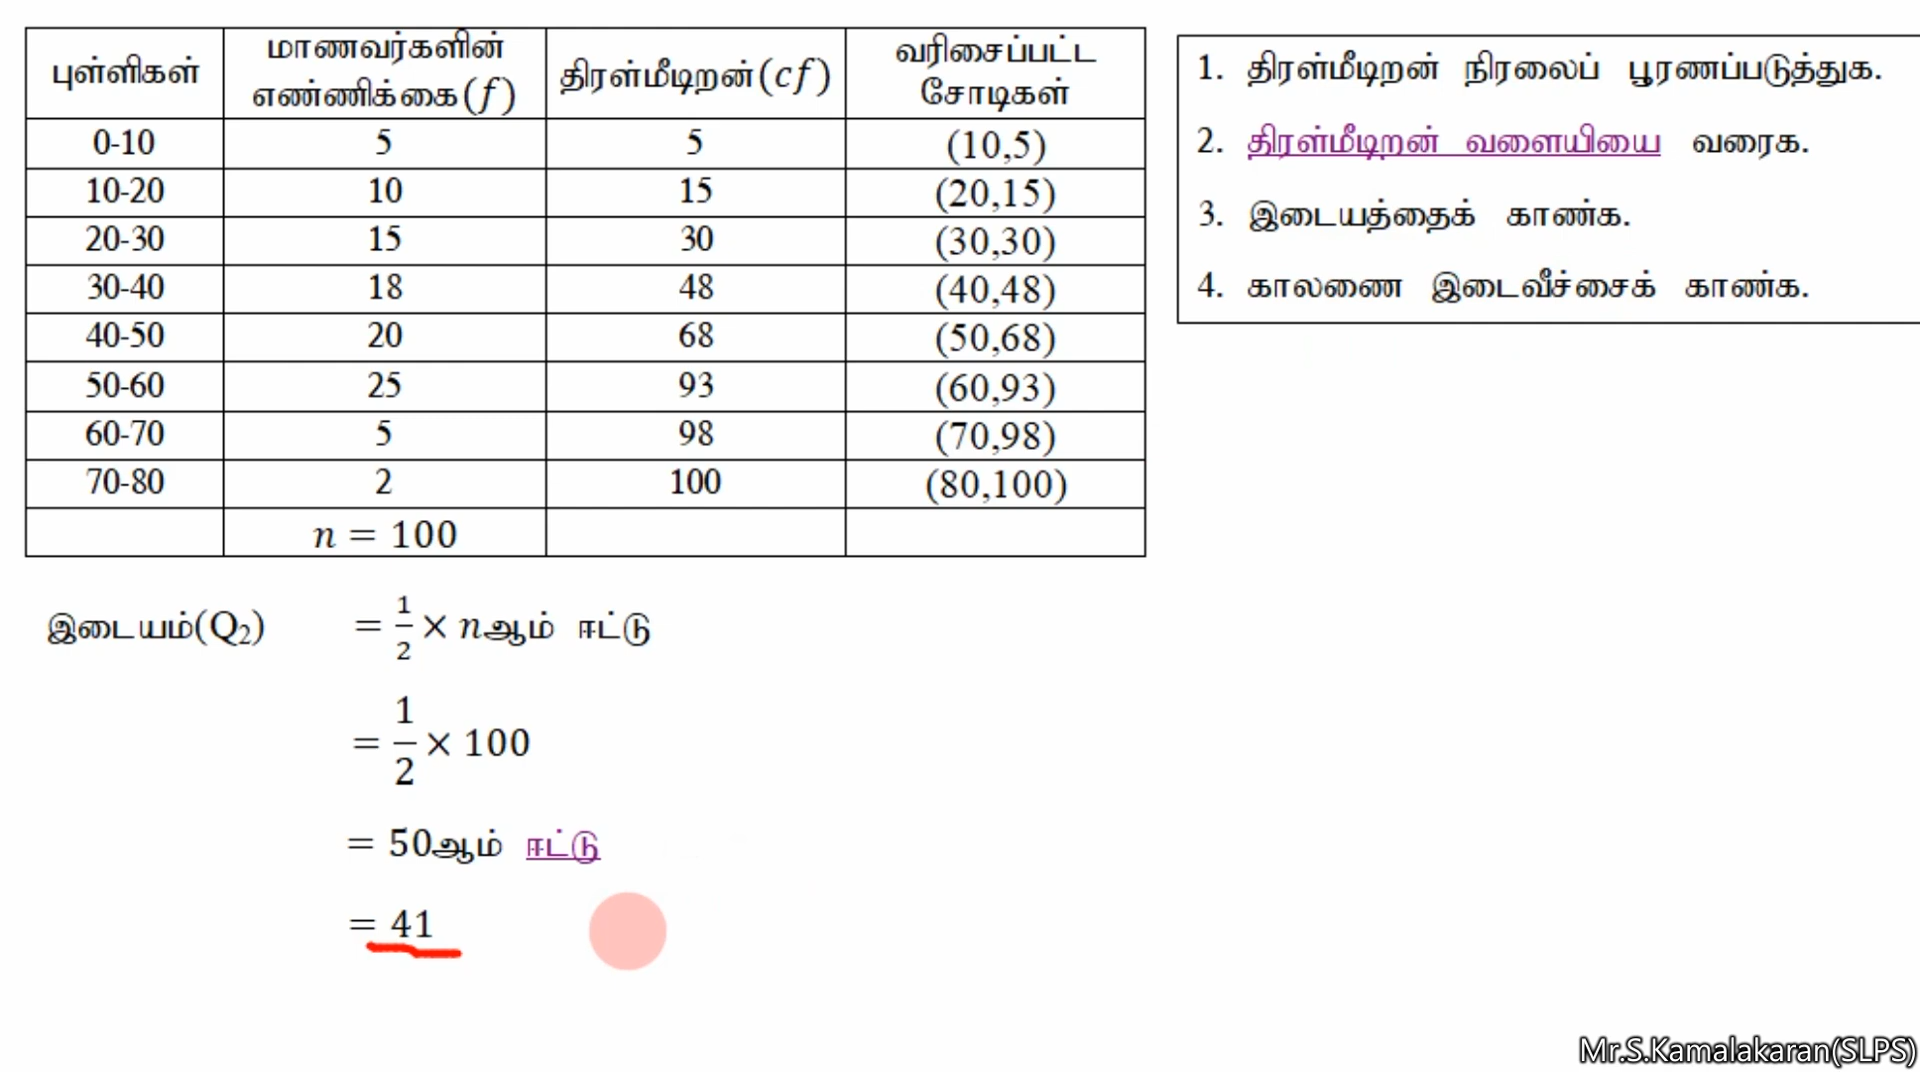 புள்ளிகள் மாணவர்களின் எண்ணிக்கை(f) திரள்மீடிறன்(cf) வரிசைப்பட்ட சோடிகள்
0-10 5 5 (10,5)
10-20 10 15 (20,15)
20-30 15 30 (30,30)
30-40 18 48 (40,48)
40-50 20 68 (50,68)
50-60 25 93 (60,93)
60-70 5 98 (70,98)
70-80 2 100 (80,100)
n = 100
1. திரள்மீடிறன் நிரலைப் பூரணப்படுத்துக.
2. திரள்மீடிறன் வளையியை வரைக.
3. இடையத்தைக் காண்க.
4. காலணை இடைவீச்சைக் காண்க.
இடையம்(Q₂) = 1/2 × nஆம் ஈட்டு
= 1/2 × 100
= 50ஆம் ஈட்டு
= 41
Mr.S.Kamalakaran(SLPS)